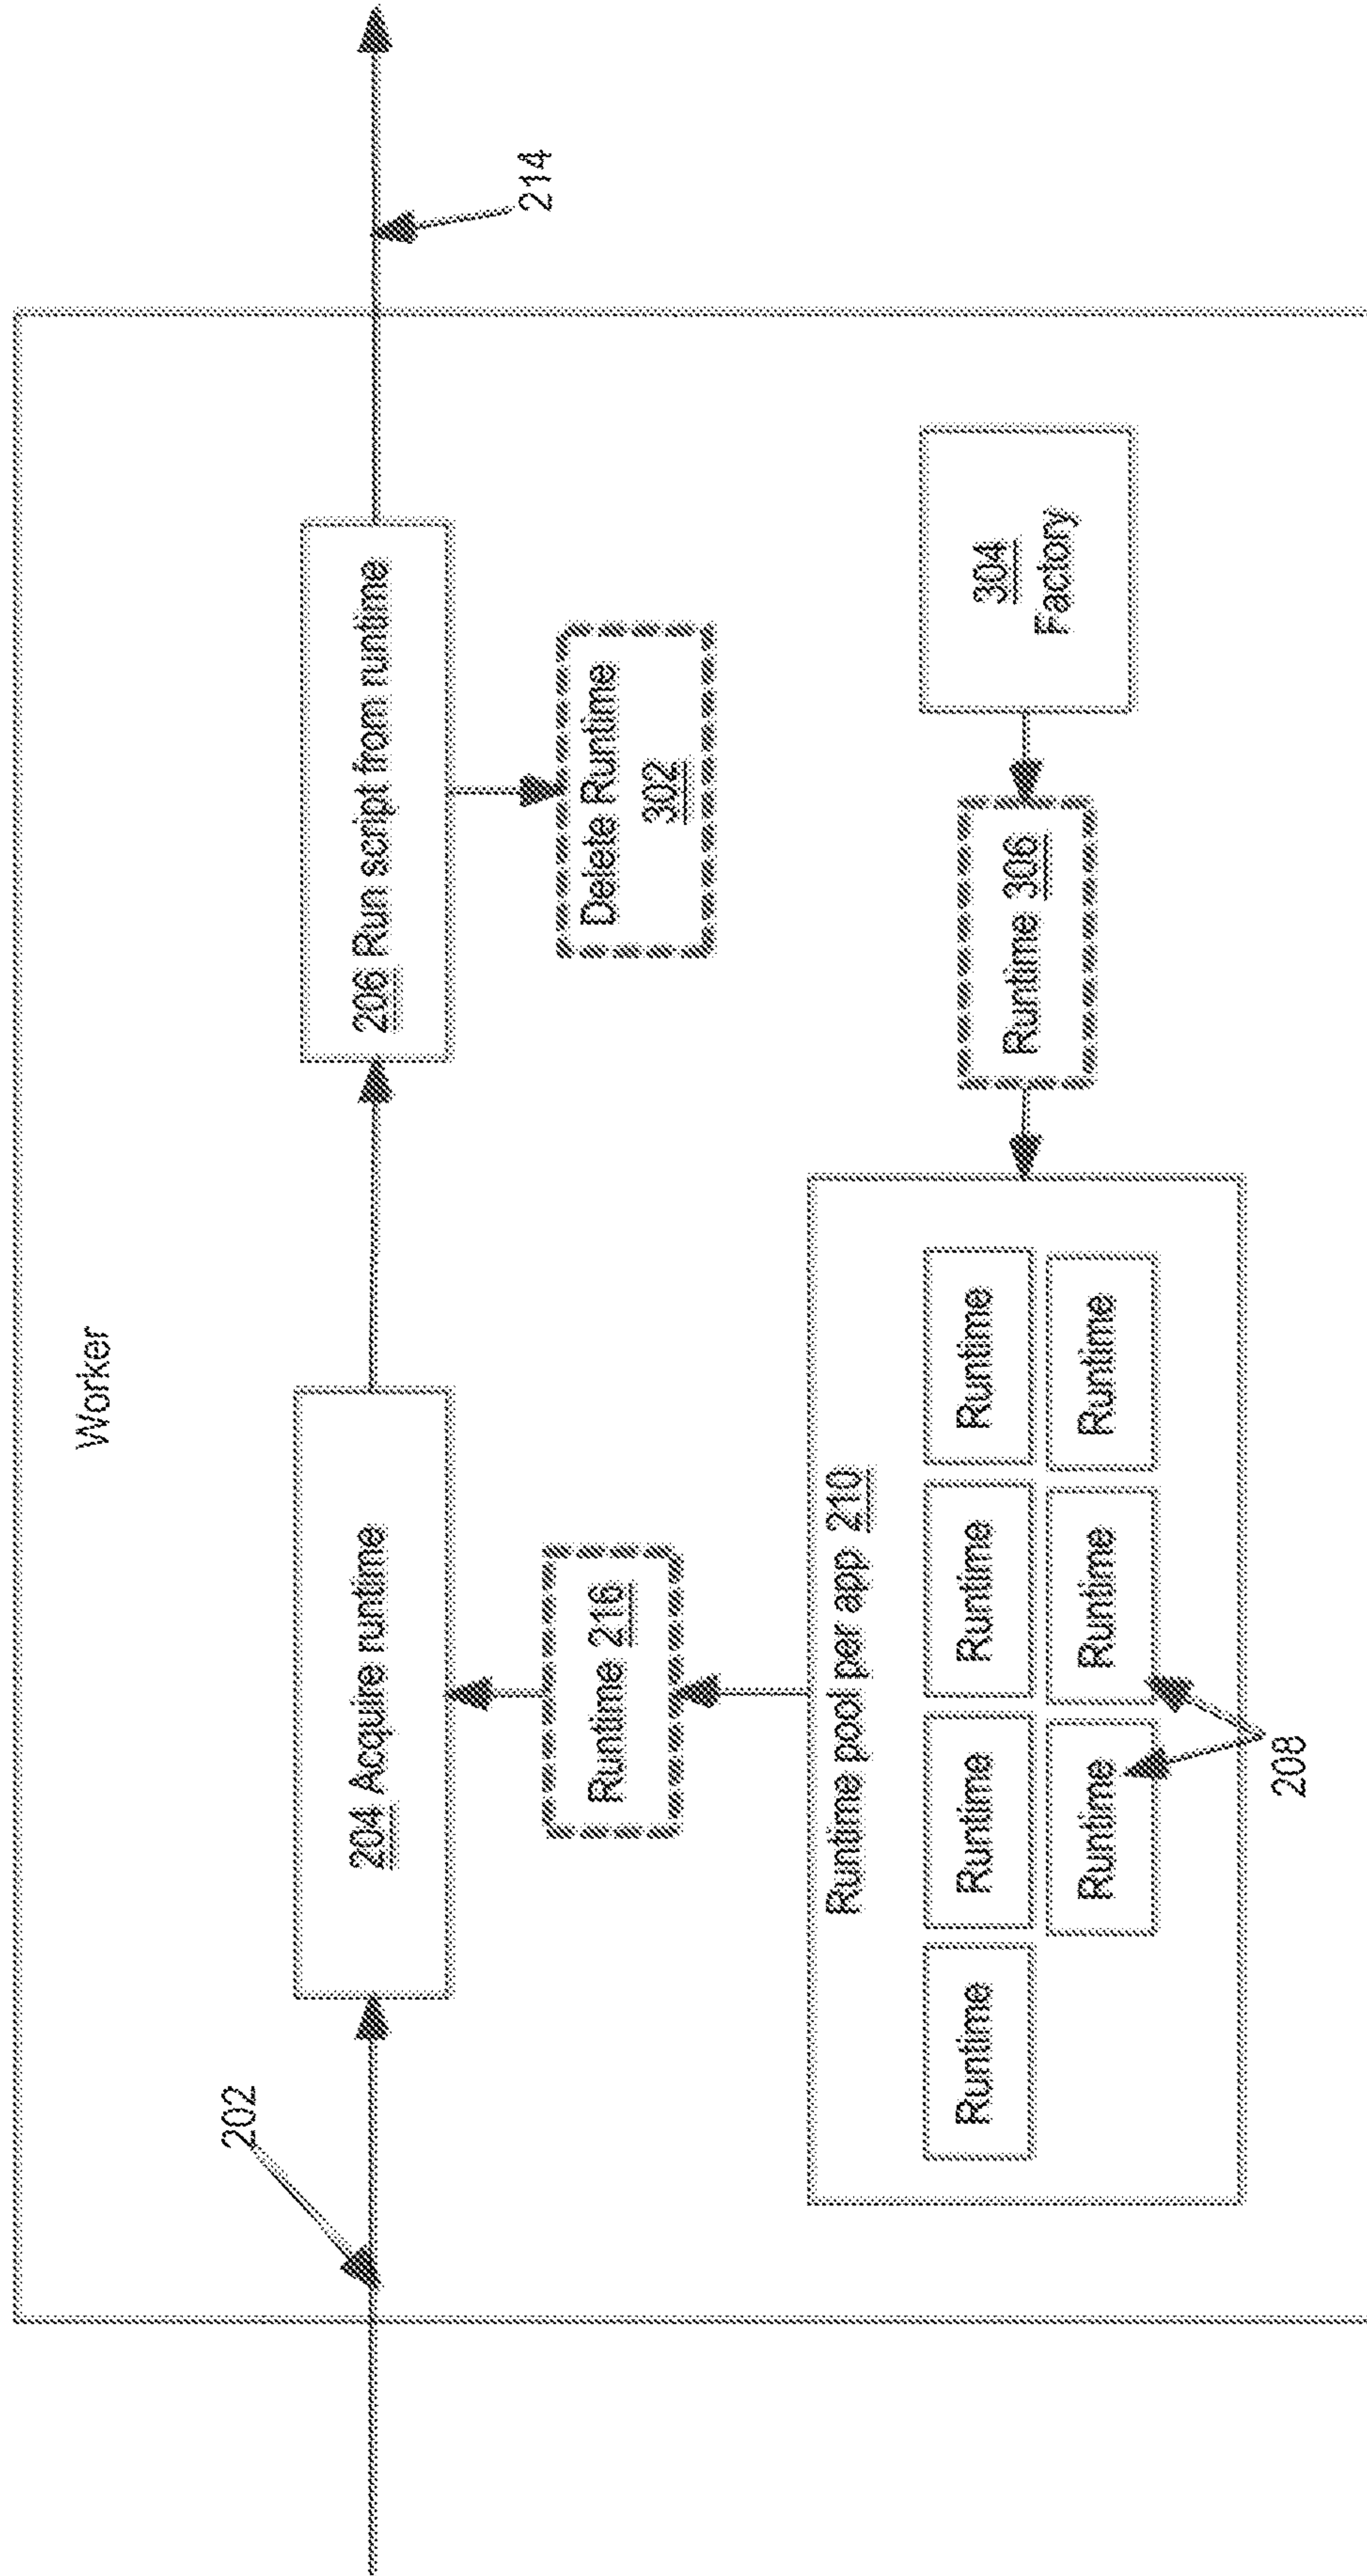 Worker
202
204 Acquire runtime
206 Run script from runtime
214
Runtime 216
Delete Runtime
302
Runtime pool per app 210
Runtime
Runtime
Runtime
Runtime
Runtime
Runtime
Runtime
208
Runtime 306
304
Factory